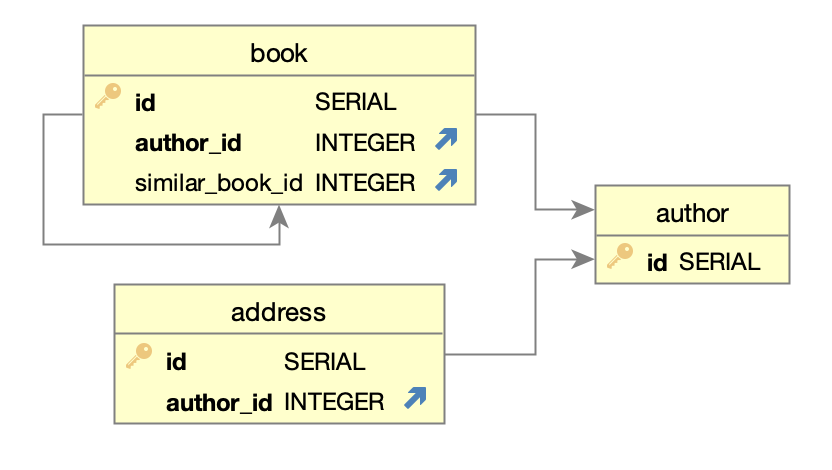 book
id SERIAL
author_id INTEGER
similar_book_id INTEGER
author
id SERIAL
address
id SERIAL
author_id INTEGER